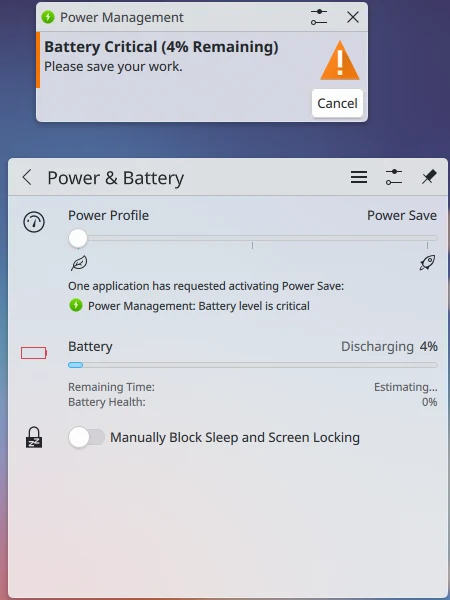 Power Management
Battery Critical (4% Remaining)
Please save your work.
Cancel
Power & Battery
Power Profile Power Save
One application has requested activating Power Save:
Power Management: Battery level is critical
Battery Discharging 4%
Remaining Time: Estimating...
Battery Health: 0%
zz Manually Block Sleep and Screen Locking